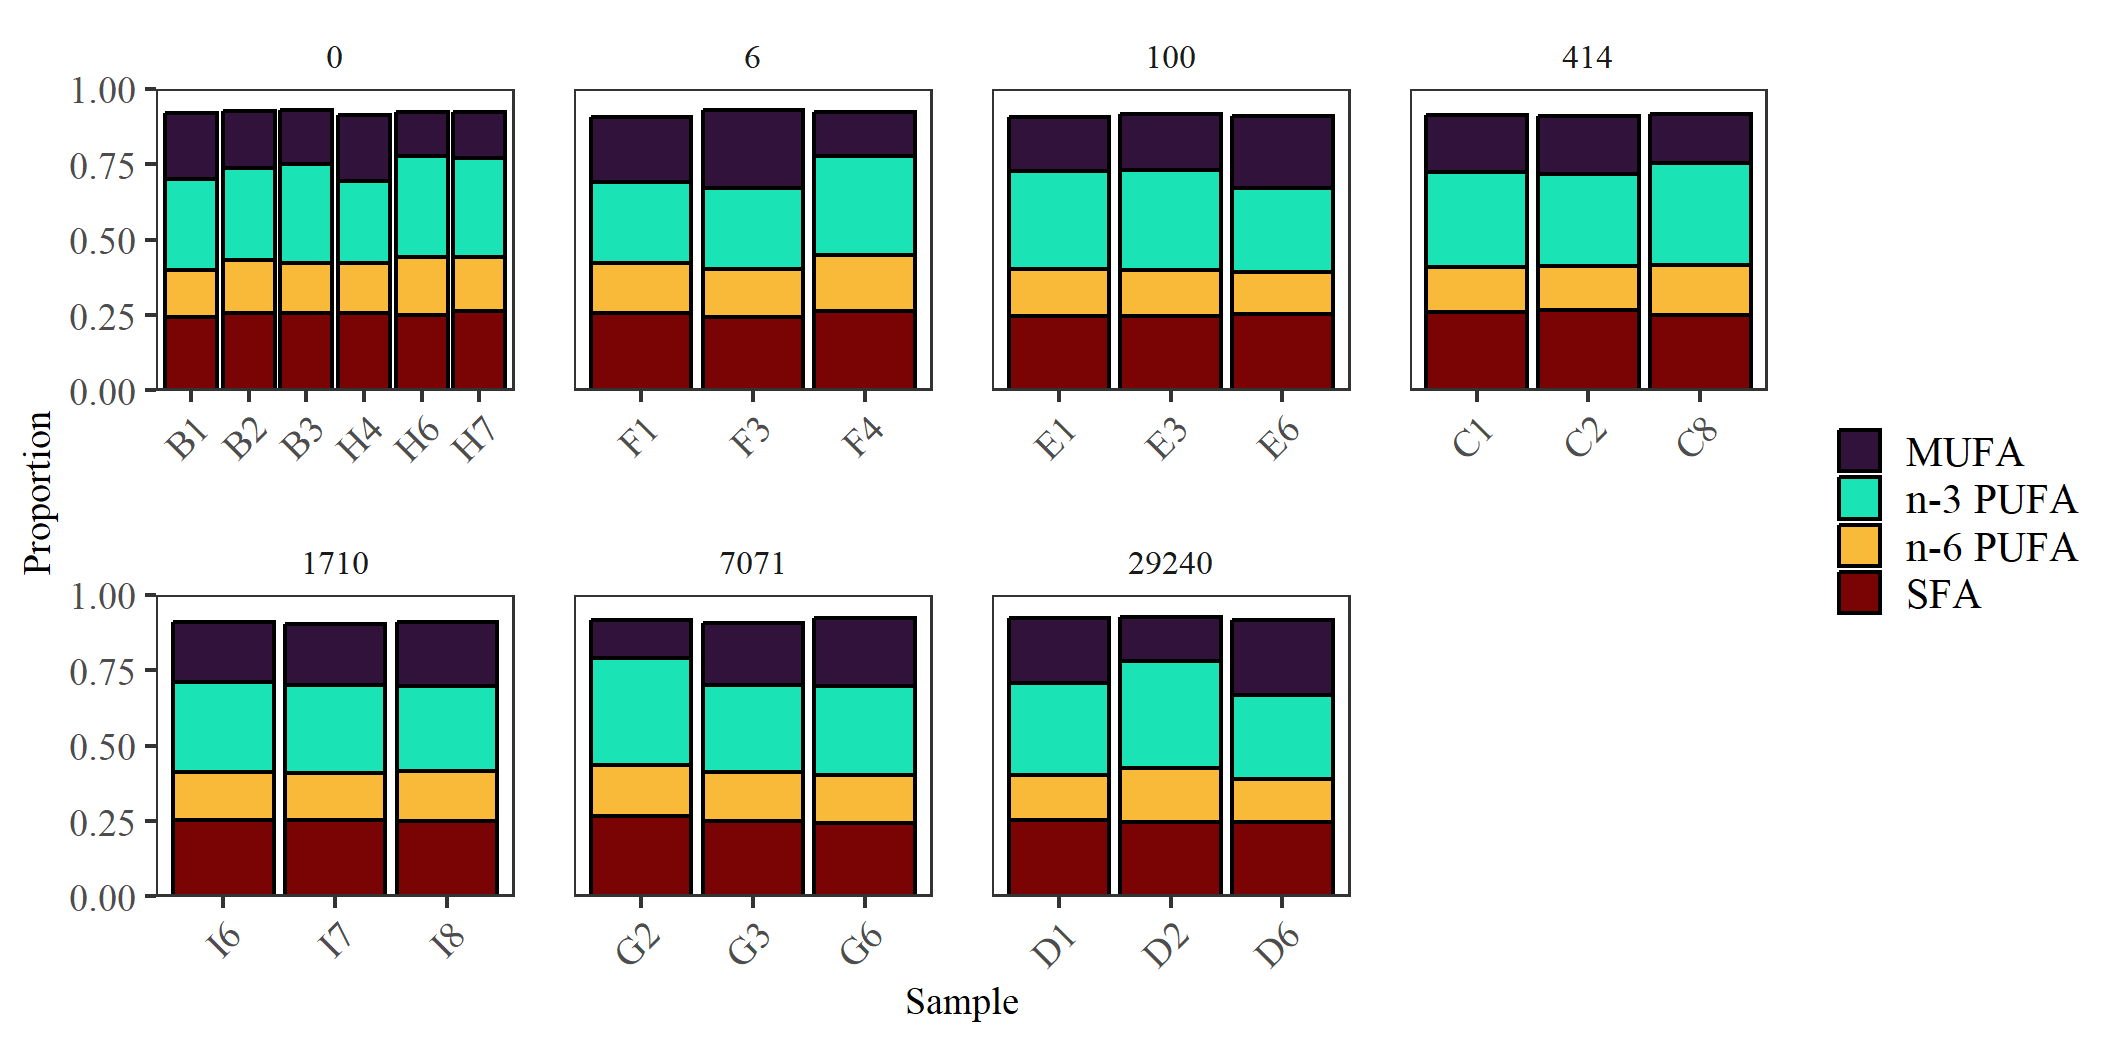 0
6
100
414
1.00
0.75
0.50
0.25
0.00
B1 B2 B3 H4 H6 H7
F1 F3 F4
E1 E3 E6
C1 C2 C8
Proportion
MUFA
n-3 PUFA
n-6 PUFA
SFA
1710
7071
29240
1.00
0.75
0.50
0.25
0.00
I6 I7 I8
G2 G3 G6
D1 D2 D6
Sample